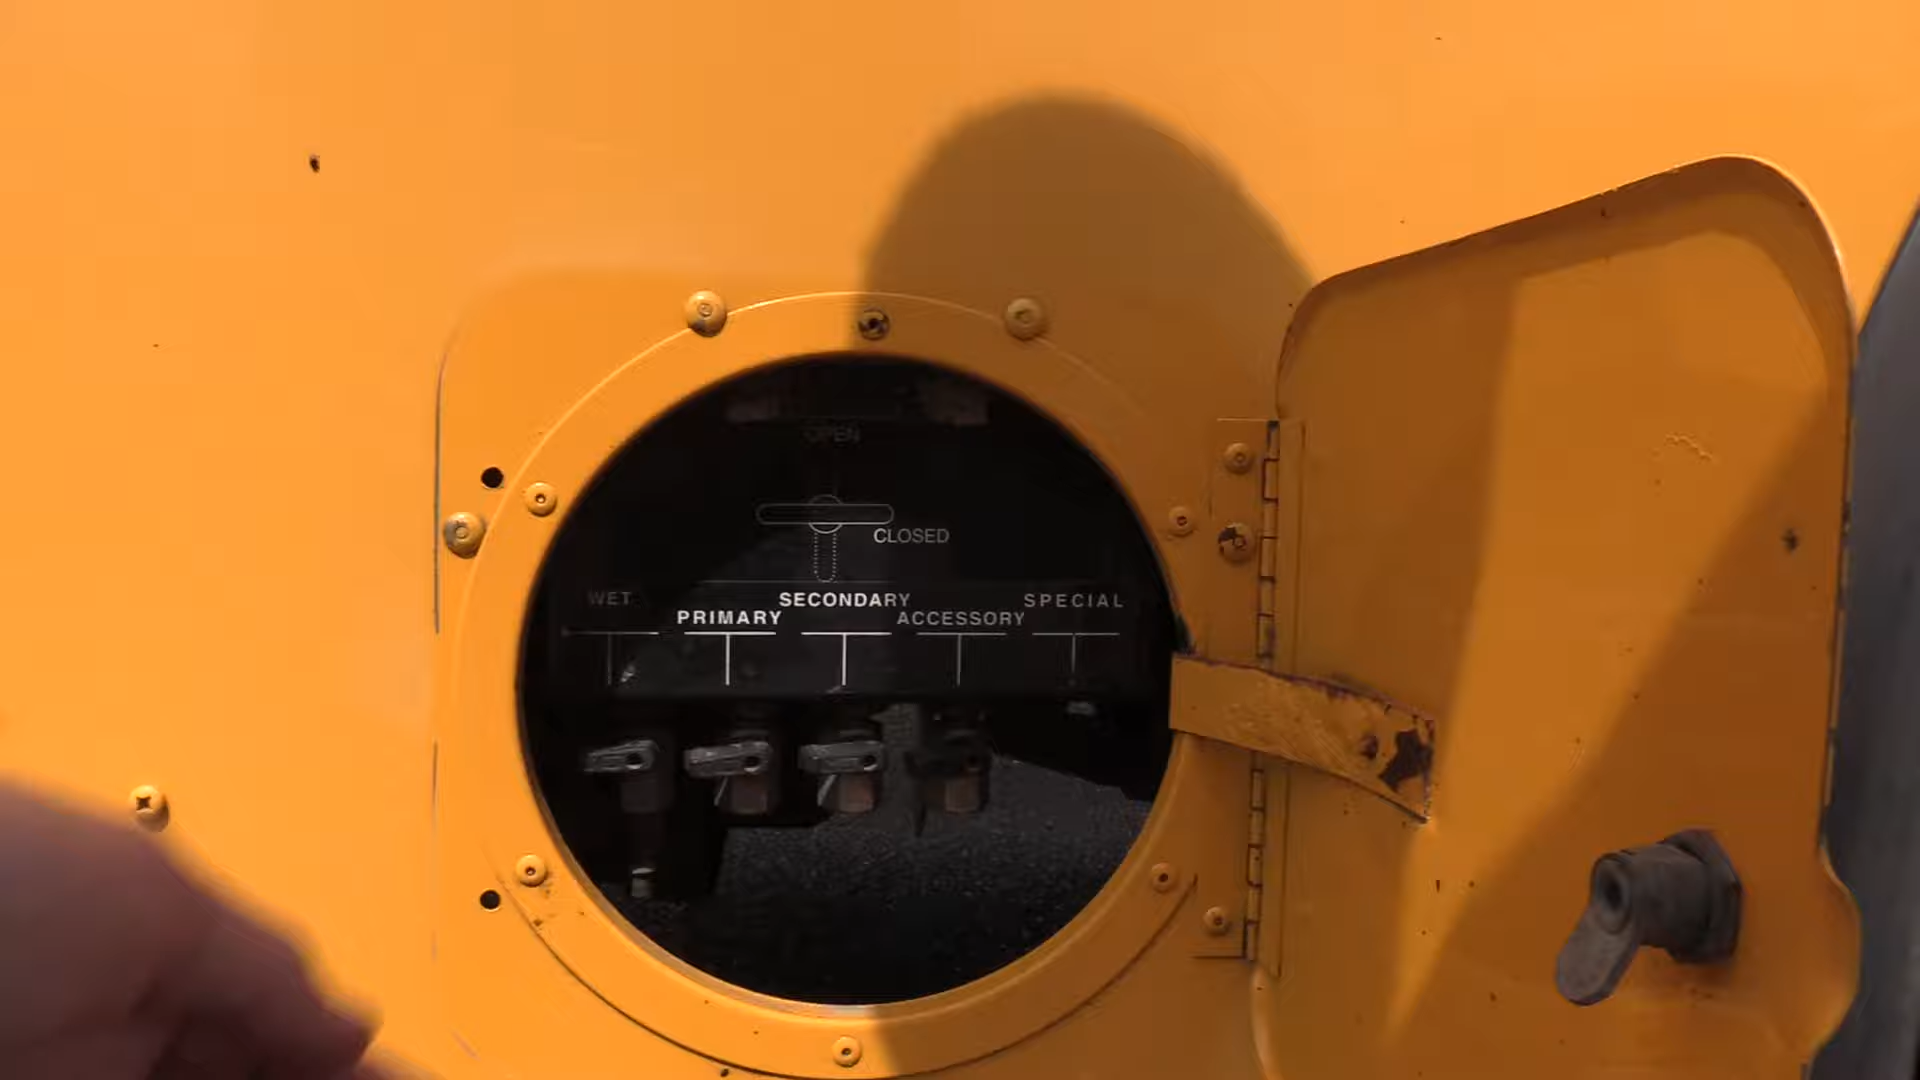 OPEN
CLOSED
WET
PRIMARY
SECONDARY
ACCESSORY
SPECIAL